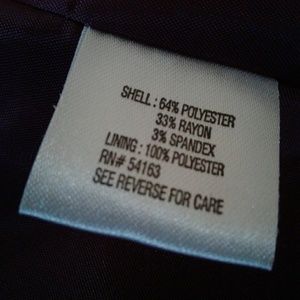 SHELL : 64% POLYESTER
33% RAYON
3% SPANDEX
LINING : 100% POLYESTER
RN# 54163
SEE REVERSE FOR CARE